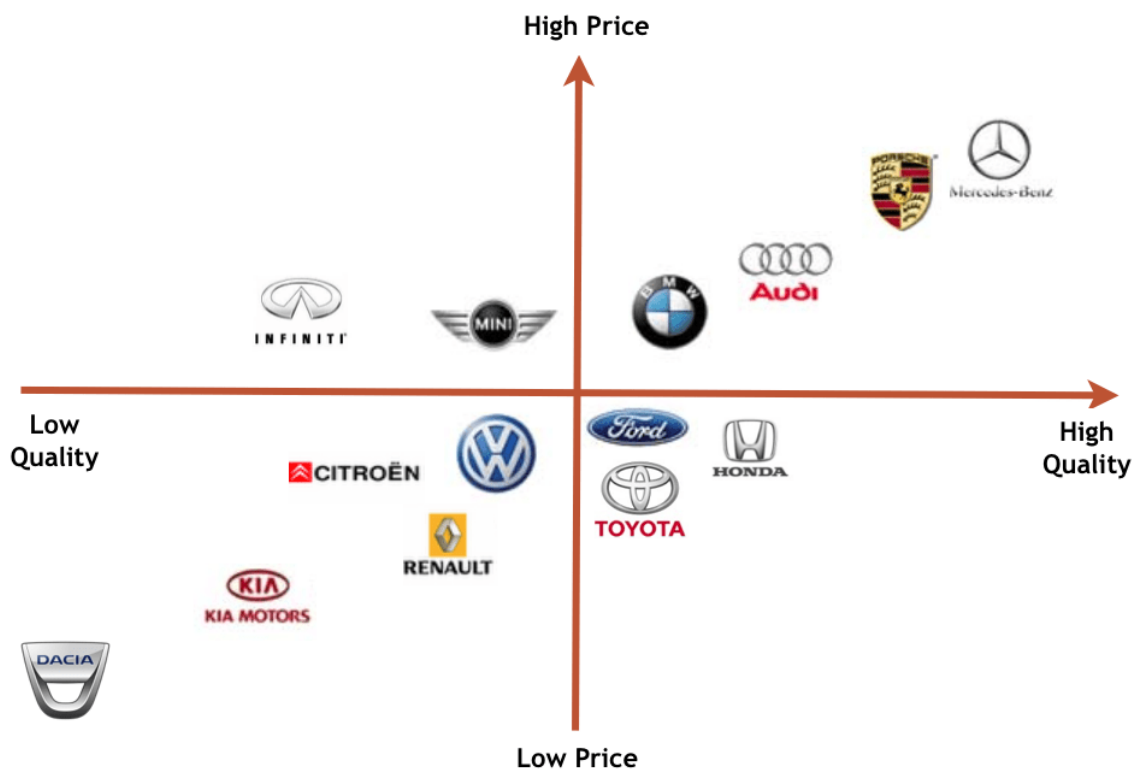 High Price
PORSCHE
Mercedes-Benz
Audi
BMW
INFINITI
MINI
Low
Quality
High
Quality
Ford
HONDA
CITROËN
TOYOTA
RENAULT
KIA
KIA MOTORS
DACIA
Low Price